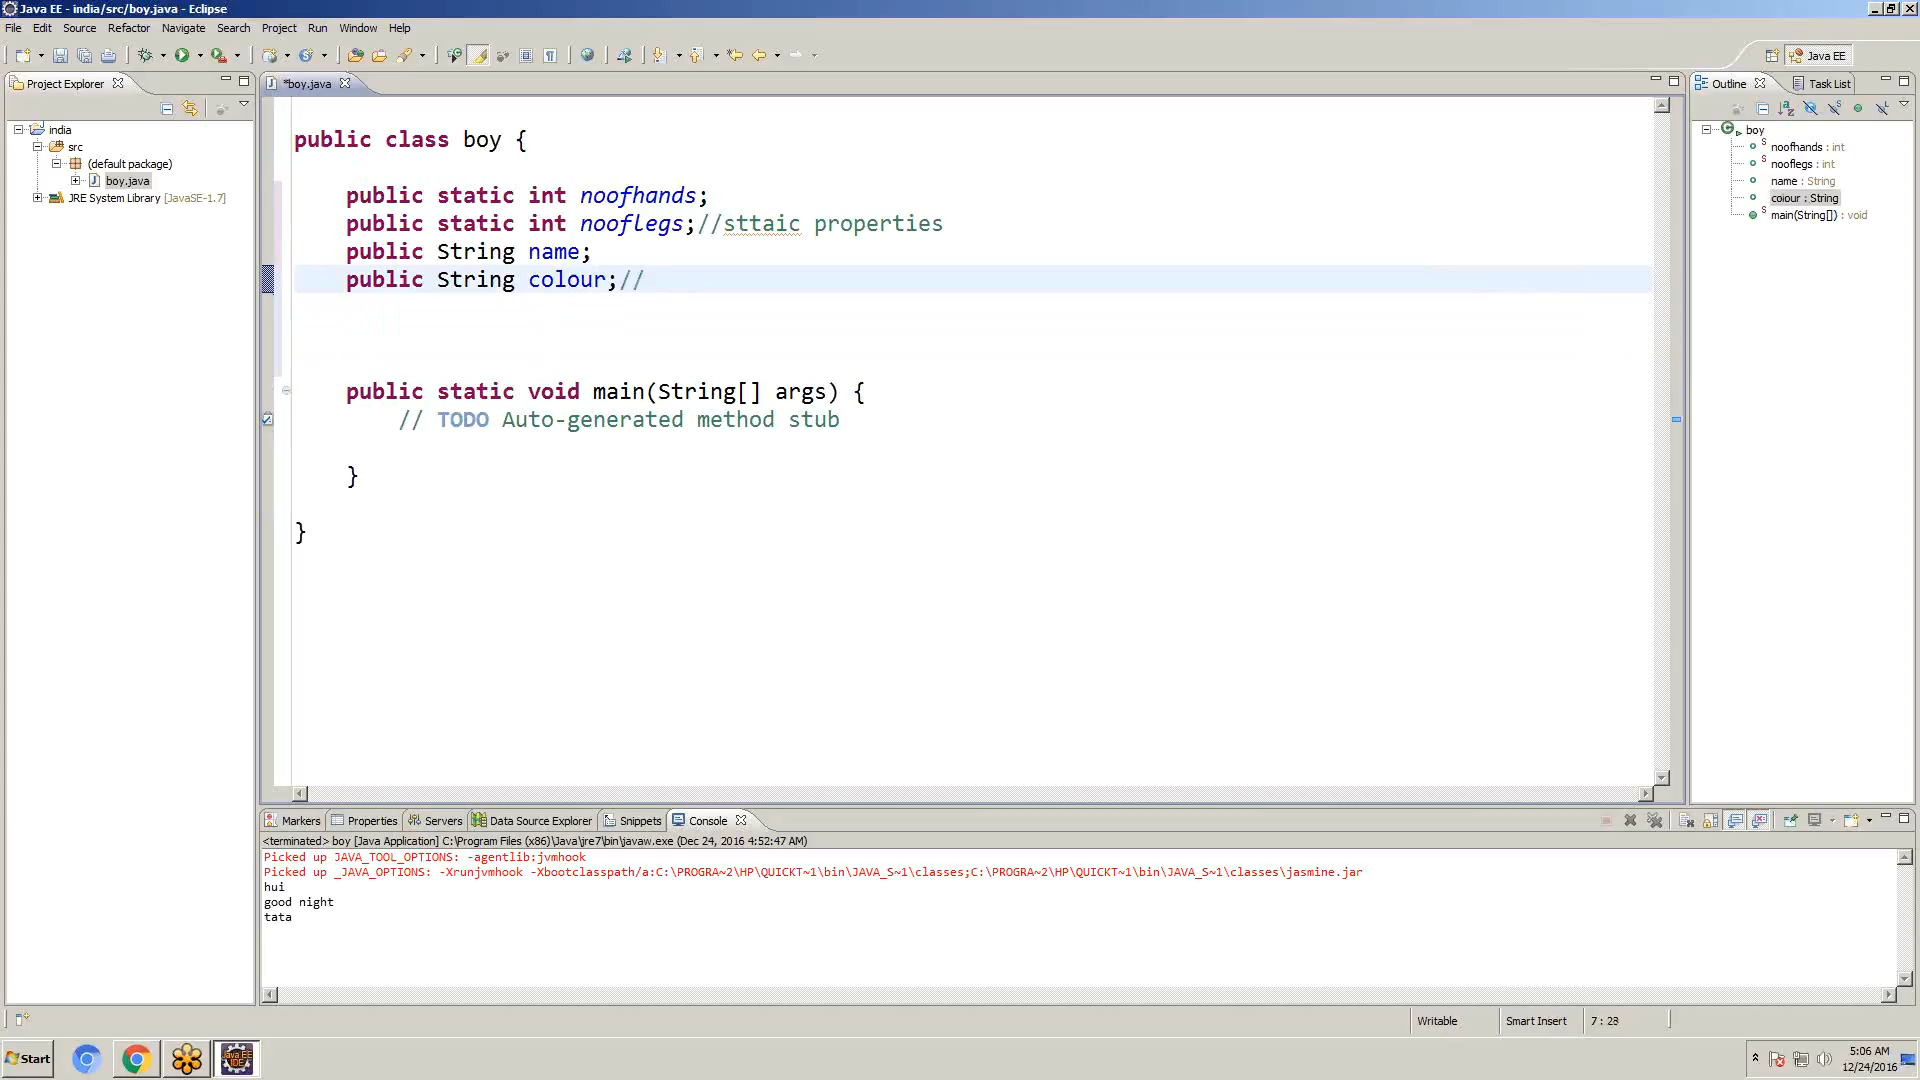 Java EE - india/src/boy.java - Eclipse
File Edit Source Refactor Navigate Search Project Run Window Help
Java EE
Project Explorer
india
src
(default package)
boy.java
JRE System Library [JavaSE-1.7]
*boy.java
public class boy {
public static int noofhands;
public static int nooflegs;//sttaic properties
public String name;
public String colour;//
public static void main(String[] args) {
// TODO Auto-generated method stub
}
}
Outline Task List
boy
noofhands : int
nooflegs : int
name : String
colour : String
main(String[]) : void
Markers Properties Servers Data Source Explorer Snippets Console
<terminated> boy [Java Application] C:\Program Files (x86)\Java\jre7\bin\javaw.exe (Dec 24, 2016 4:52:47 AM)
Picked up JAVA_TOOL_OPTIONS: -agentlib:jvmhook
Picked up _JAVA_OPTIONS: -Xrunjvmhook -Xbootclasspath/a:C:\PROGRA~2\HP\QUICKT~1\bin\JAVA_S~1\classes;C:\PROGRA~2\HP\QUICKT~1\bin\JAVA_S~1\classes\jasmine.jar
hui
good night
tata
Writable Smart Insert 7 : 28
Start
Java EE
IDE
5:06 AM
12/24/2016